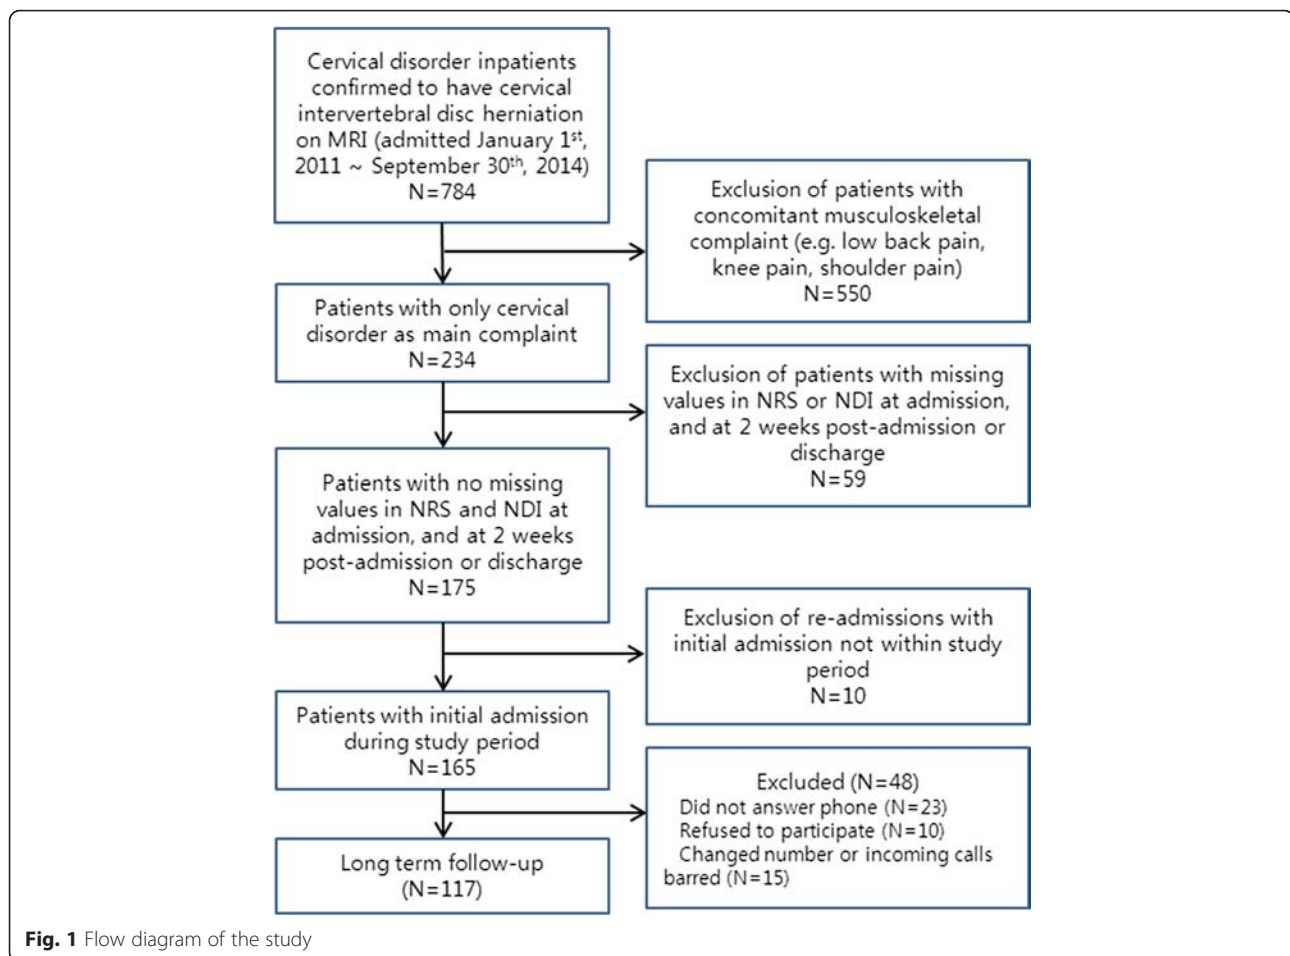 Cervical disorder inpatients
confirmed to have cervical
intervertebral disc herniation
on MRI (admitted January 1st,
2011 ~ September 30th, 2014)
N=784
Exclusion of patients with
concomitant musculoskeletal
complaint (e.g. low back pain,
knee pain, shoulder pain)
N=550
Patients with only cervical
disorder as main complaint
N=234
Exclusion of patients with missing
values in NRS or NDI at admission,
and at 2 weeks post-admission or
discharge
N=59
Patients with no missing
values in NRS and NDI at
admission, and at 2 weeks
post-admission or discharge
N=175
Exclusion of re-admissions with
initial admission not within study
period
N=10
Patients with initial admission
during study period
N=165
Excluded (N=48)
Did not answer phone (N=23)
Refused to participate (N=10)
Changed number or incoming calls
barred (N=15)
Long term follow-up
(N=117)
Fig. 1 Flow diagram of the study